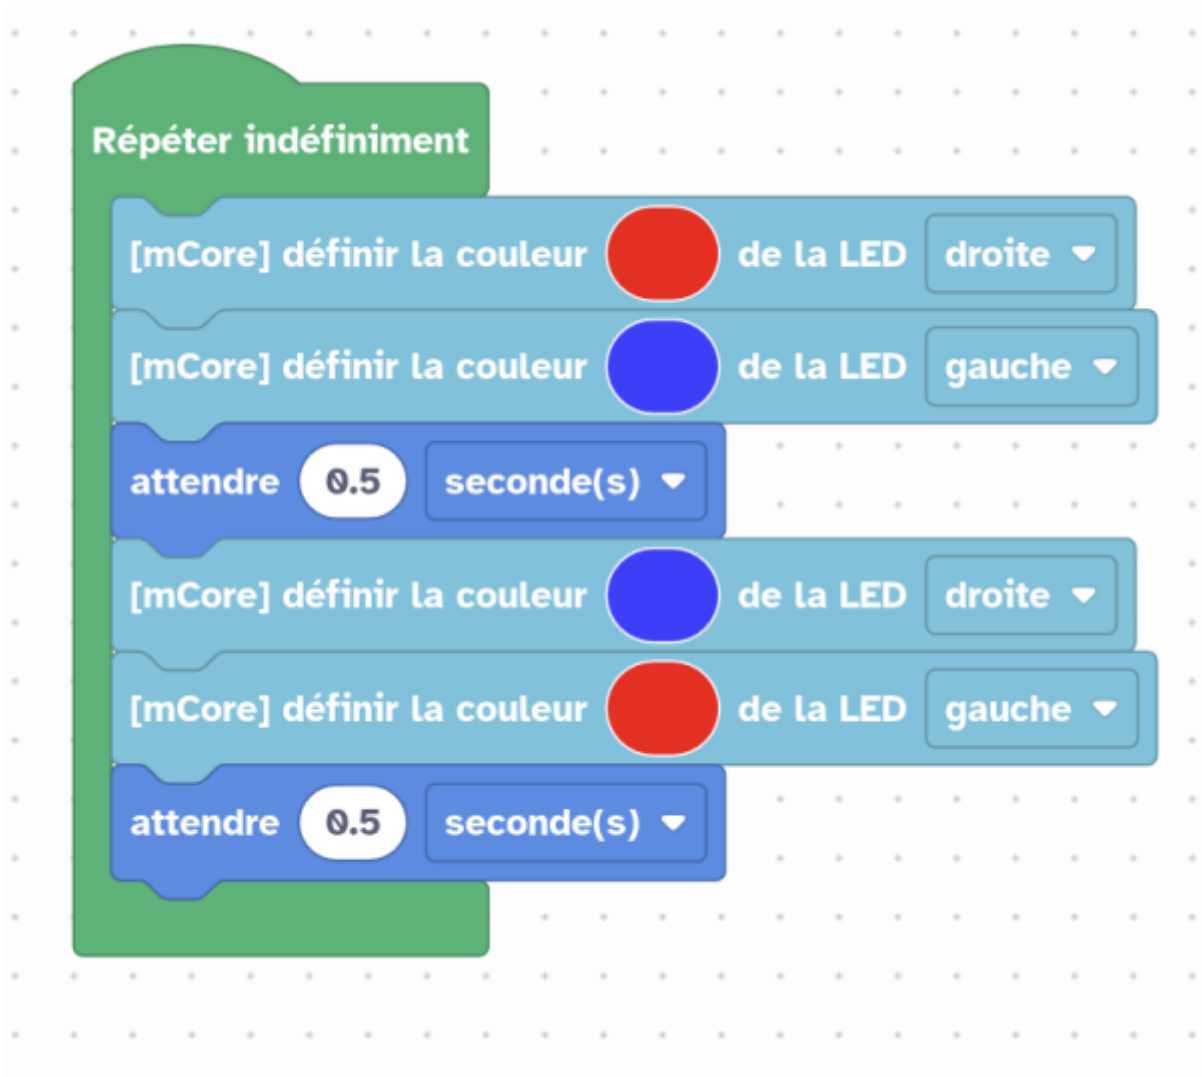 Répéter indéfiniment
[mCore] définir la couleur de la LED droite
[mCore] définir la couleur de la LED gauche
attendre 0.5 seconde(s)
[mCore] définir la couleur de la LED droite
[mCore] définir la couleur de la LED gauche
attendre 0.5 seconde(s)